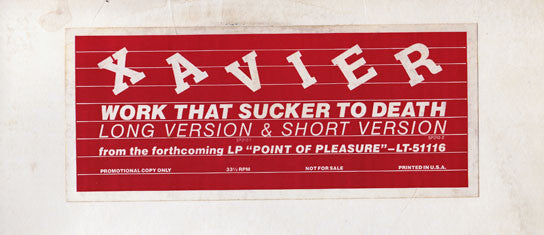 XAVIER
WORK THAT SUCKER TO DEATH
LONG VERSION & SHORT VERSION
from the forthcoming LP "POINT OF PLEASURE"–LT-51116
PROMOTIONAL COPY ONLY 33⅓ RPM NOT FOR SALE PRINTED IN U.S.A.